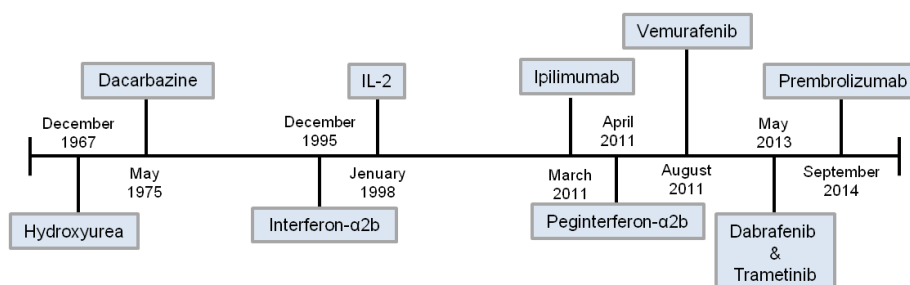 Vemurafenib
Dacarbazine
IL-2
Ipilimumab
Prembrolizumab
December
1967
December
1995
April
2011
May
2013
May
1975
Jenuary
1998
March
2011
August
2011
September
2014
Hydroxyurea
Interferon-α2b
Peginterferon-α2b
Dabrafenib
&
Trametinib